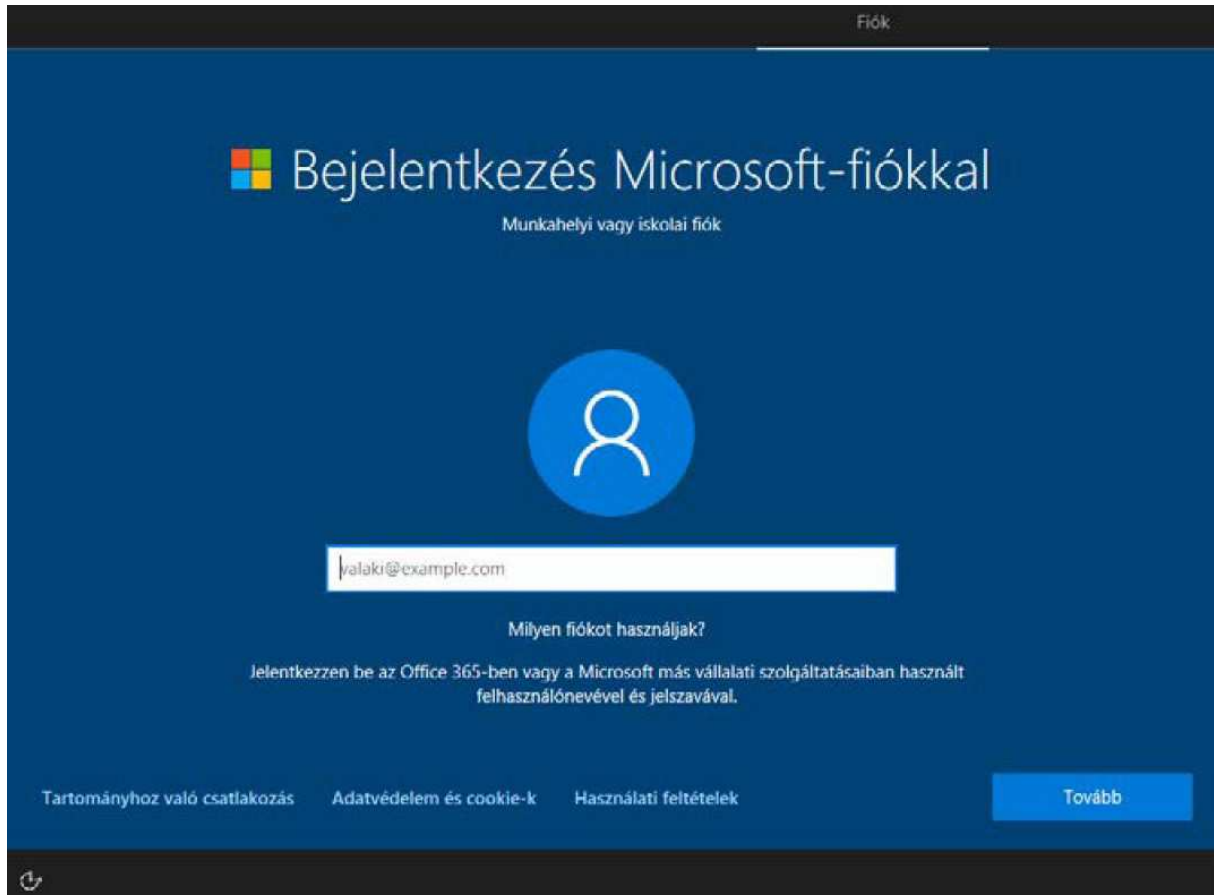 Fiók
Bejelentkezés Microsoft-fiókkal
Munkahelyi vagy iskolai fiók
valaki@example.com
Milyen fiókot használjak?
Jelentkezzen be az Office 365-ben vagy a Microsoft más vállalati szolgáltatásaiban használt
felhasználónevével és jelszavával.
Tartományhoz való csatlakozás Adatvédelem és cookie-k Használati feltételek Tovább